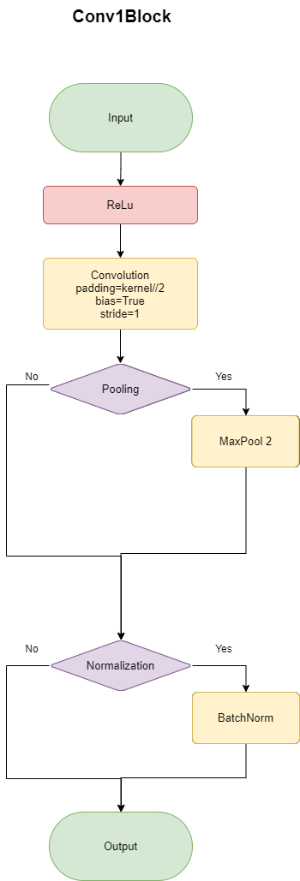 Conv1Block
Input
ReLu
Convolution
padding=kernel//2
bias=True
stride=1
No
Pooling
Yes
MaxPool 2
No
Normalization
Yes
BatchNorm
Output